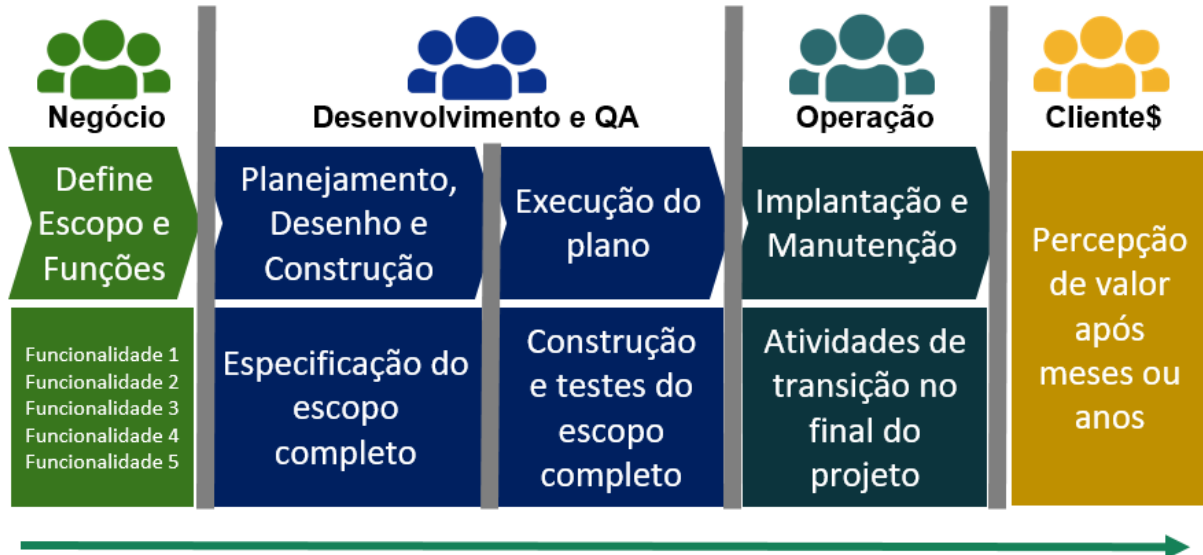 Negócio
Desenvolvimento e QA
Operação
Cliente$
Define
Escopo e
Funções
Planejamento,
Desenho e
Construção
Execução do
plano
Implantação e
Manutenção
Percepção
de valor
após
meses ou
anos
Funcionalidade 1
Funcionalidade 2
Funcionalidade 3
Funcionalidade 4
Funcionalidade 5
Especificação do
escopo
completo
Construção
e testes do
escopo
completo
Atividades de
transição no
final do
projeto